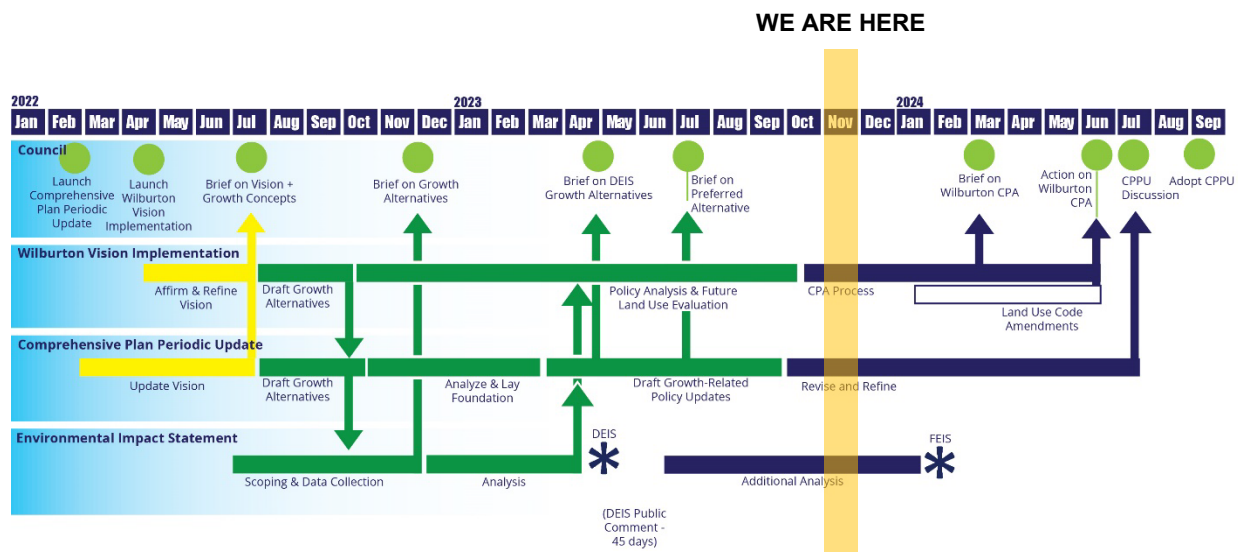 WE ARE HERE
2022
2023
2024
Jan Feb Mar Apr May Jun Jul Aug Sep Oct Nov Dec Jan Feb Mar Apr May Jun Jul Aug Sep Oct Nov Dec Jan Feb Mar Apr May Jun Jul Aug Sep
Council
Launch
Comprehensive
Plan Periodic
Update
Launch
Wilburton
Vision
Implementation
Brief on Vision +
Growth Concepts
Brief on Growth
Alternatives
Brief on DEIS
Growth Alternatives
Brief on
Preferred
Alternative
Brief on
Wilburton CPA
Action on
Wilburton
CPA
CPPU
Discussion
Adopt CPPU
Wilburton Vision Implementation
Affirm & Refine
Vision
Draft Growth
Alternatives
Policy Analysis & Future
Land Use Evaluation
CPA Process
Land Use Code
Amendments
Comprehensive Plan Periodic Update
Update Vision
Draft Growth
Alternatives
Analyze & Lay
Foundation
Draft Growth-Related
Policy Updates
Revise and Refine
Environmental Impact Statement
Scoping & Data Collection
Analysis
DEIS
(DEIS Public
Comment -
45 days)
Additional Analysis
FEIS